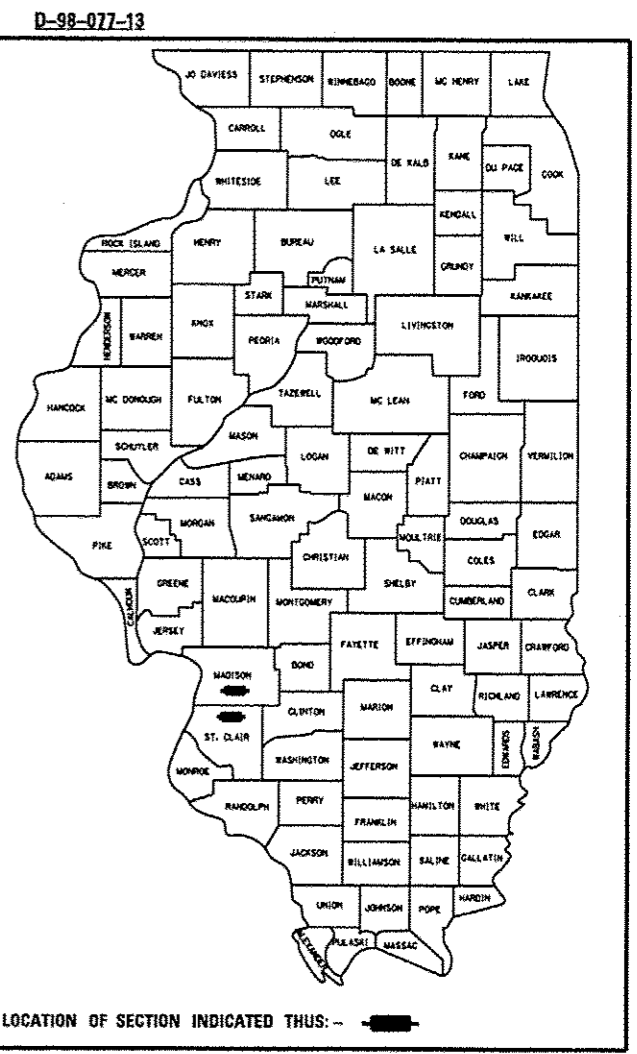 D-98-077-13
JO DAVIESS STEPHENSON WINNEBAGO BOONE MC HENRY LAKE
CARROLL OGLE DE KALB KANE DU PAGE COOK
WHITESIDE LEE
KENDALL WILL
ROCK ISLAND HENRY BUREAU LA SALLE GRUNDY
MERCER PUTNAM KANKAKEE
STARK MARSHALL
HENDERSON WARREN KNOX PEORIA WOODFORD LIVINGSTON IROQUOIS
HANCOCK MC DONOUGH FULTON TAZEWELL MC LEAN FORD
MASON
SCHUYLER LOGAN DE WITT CHAMPAIGN VERMILION
ADAMS BROWN CASS MENARD MACON PIATT
PIKE SCOTT MORGAN SANGAMON MOULTRIE DOUGLAS EDGAR
CHRISTIAN COLES
CALHOUN GREENE MACOUPIN MONTGOMERY SHELBY CUMBERLAND CLARK
JERSEY FAYETTE EFFINGHAM JASPER CRAWFORD
MADISON BOND CLAY RICHLAND LAWRENCE
ST. CLAIR CLINTON MARION WAYNE EDWARDS WABASH
MONROE WASHINGTON JEFFERSON
RANDOLPH PERRY FRANKLIN HAMILTON WHITE
JACKSON WILLIAMSON SALINE GALLATIN
UNION JOHNSON POPE HARDIN
ALEXANDER PULASKI MASSAC
LOCATION OF SECTION INDICATED THUS: -